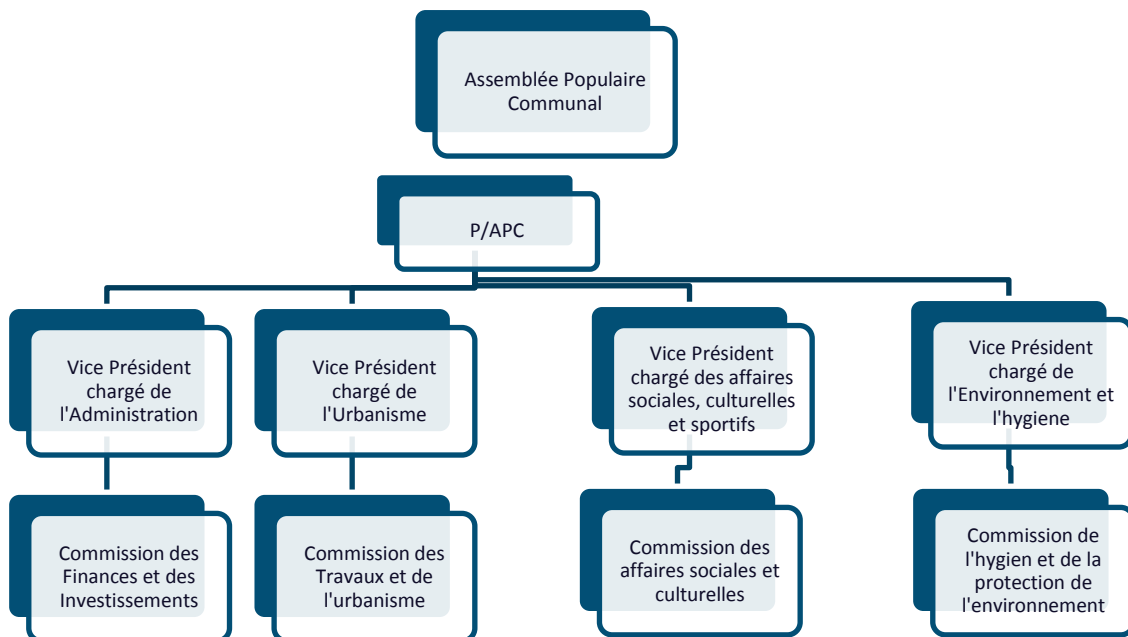 Assemblée Populaire
Communal
P/APC
Vice Président
chargé de
l'Administration
Vice Président
chargé de
l'Urbanisme
Vice Président
chargé des affaires
sociales, culturelles
et sportifs
Vice Président
chargé de
l'Environnement et
l'hygiene
Commission des
Finances et des
Investissements
Commission des
Travaux et de
l'urbanisme
Commission des
affaires sociales et
culturelles
Commission de
l'hygien et de la
protection de
l'environnement